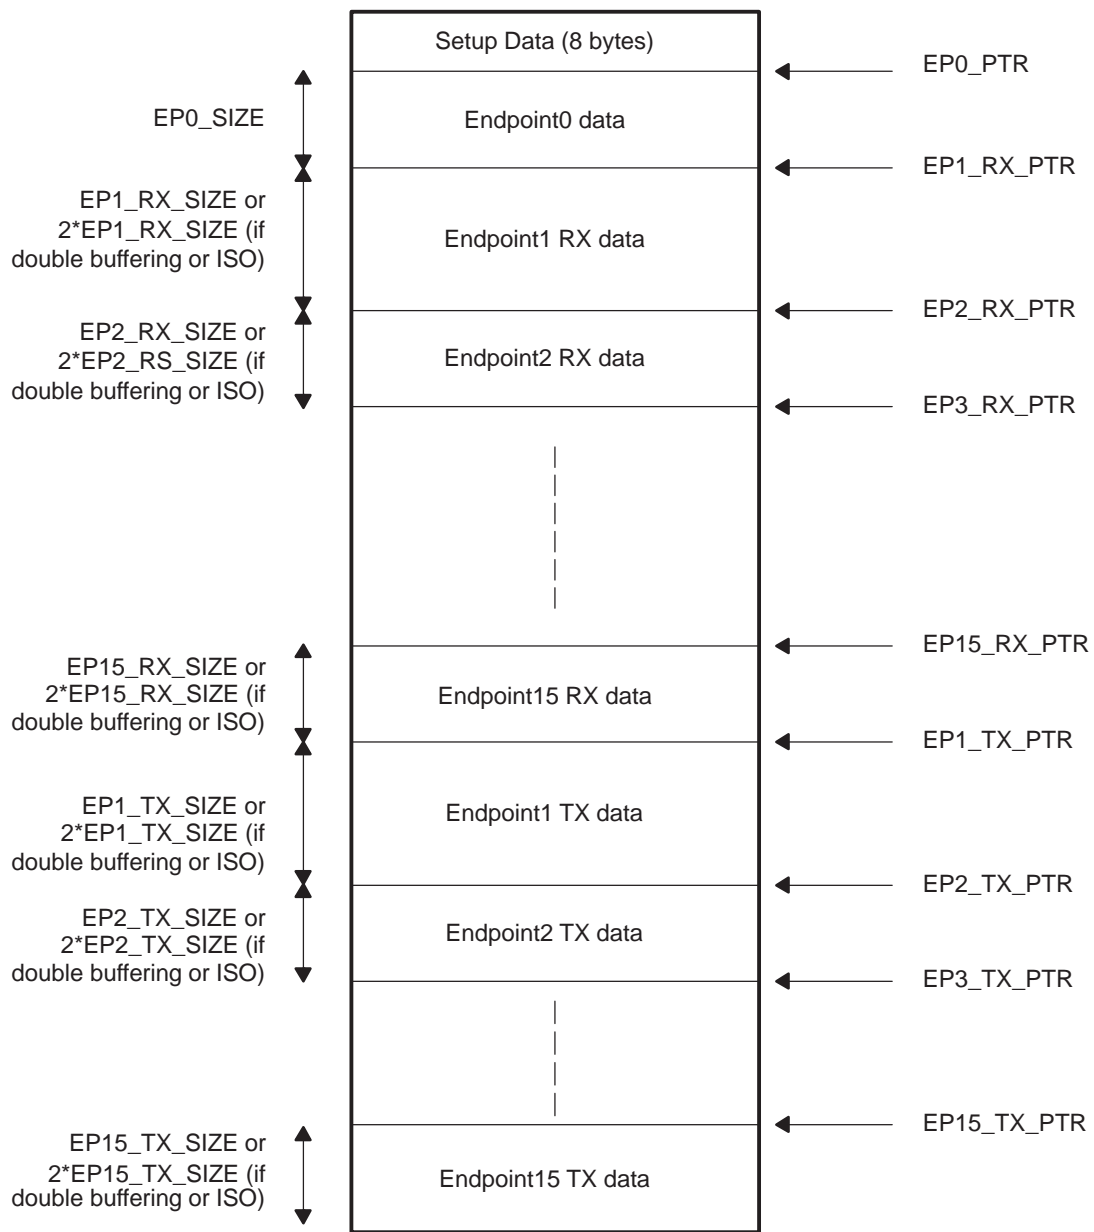 Setup Data (8 bytes)
EP0_PTR
EP0_SIZE
Endpoint0 data
EP1_RX_PTR
EP1_RX_SIZE or
2*EP1_RX_SIZE (if
double buffering or ISO)
Endpoint1 RX data
EP2_RX_PTR
EP2_RX_SIZE or
2*EP2_RS_SIZE (if
double buffering or ISO)
Endpoint2 RX data
EP3_RX_PTR
EP15_RX_PTR
EP15_RX_SIZE or
2*EP15_RX_SIZE (if
double buffering or ISO)
Endpoint15 RX data
EP1_TX_PTR
EP1_TX_SIZE or
2*EP1_TX_SIZE (if
double buffering or ISO)
Endpoint1 TX data
EP2_TX_PTR
EP2_TX_SIZE or
2*EP2_TX_SIZE (if
double buffering or ISO)
Endpoint2 TX data
EP3_TX_PTR
EP15_TX_PTR
EP15_TX_SIZE or
2*EP15_TX_SIZE (if
double buffering or ISO)
Endpoint15 TX data